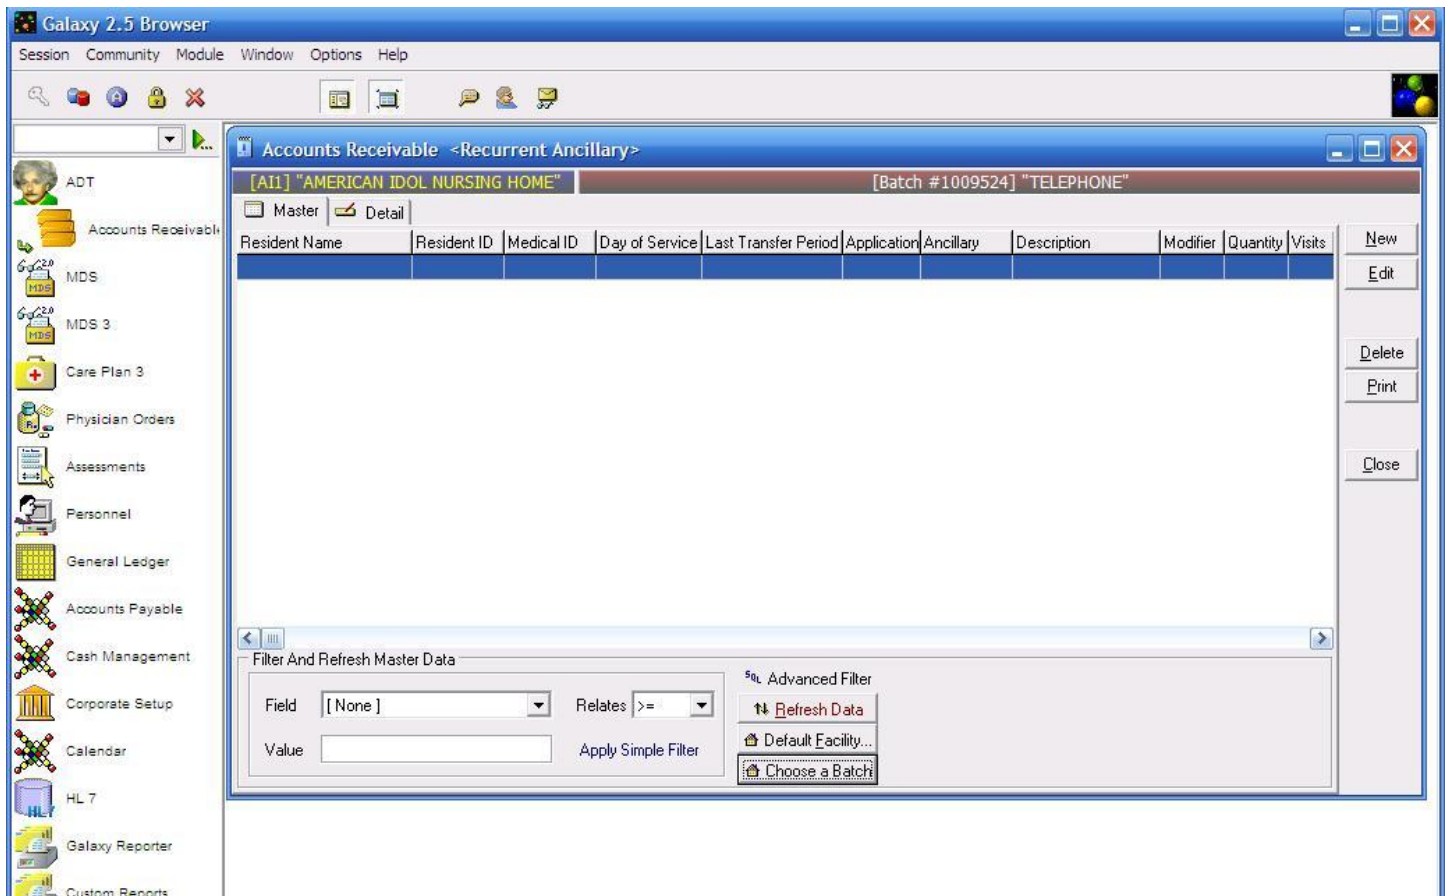 Galaxy 2.5 Browser
Session Community Module Window Options Help
Accounts Receivable <Recurrent Ancillary>
[AI1] "AMERICAN IDOL NURSING HOME" [Batch #1009524] "TELEPHONE"
Master Detail
Resident Name Resident ID Medical ID Day of Service Last Transfer Period Application Ancillary Description Modifier Quantity Visits
New
Edit
Delete
Print
Close
ADT
Accounts Receivabl
MDS
MDS 3
Care Plan 3
Physician Orders
Assessments
Personnel
General Ledger
Accounts Payable
Cash Management
Corporate Setup
Calendar
HL 7
Galaxy Reporter
Custom Reports
Filter And Refresh Master Data
Field [ None ] Relates >=
Value Apply Simple Filter
SQL Advanced Filter
Refresh Data
Default Facility...
Choose a Batch